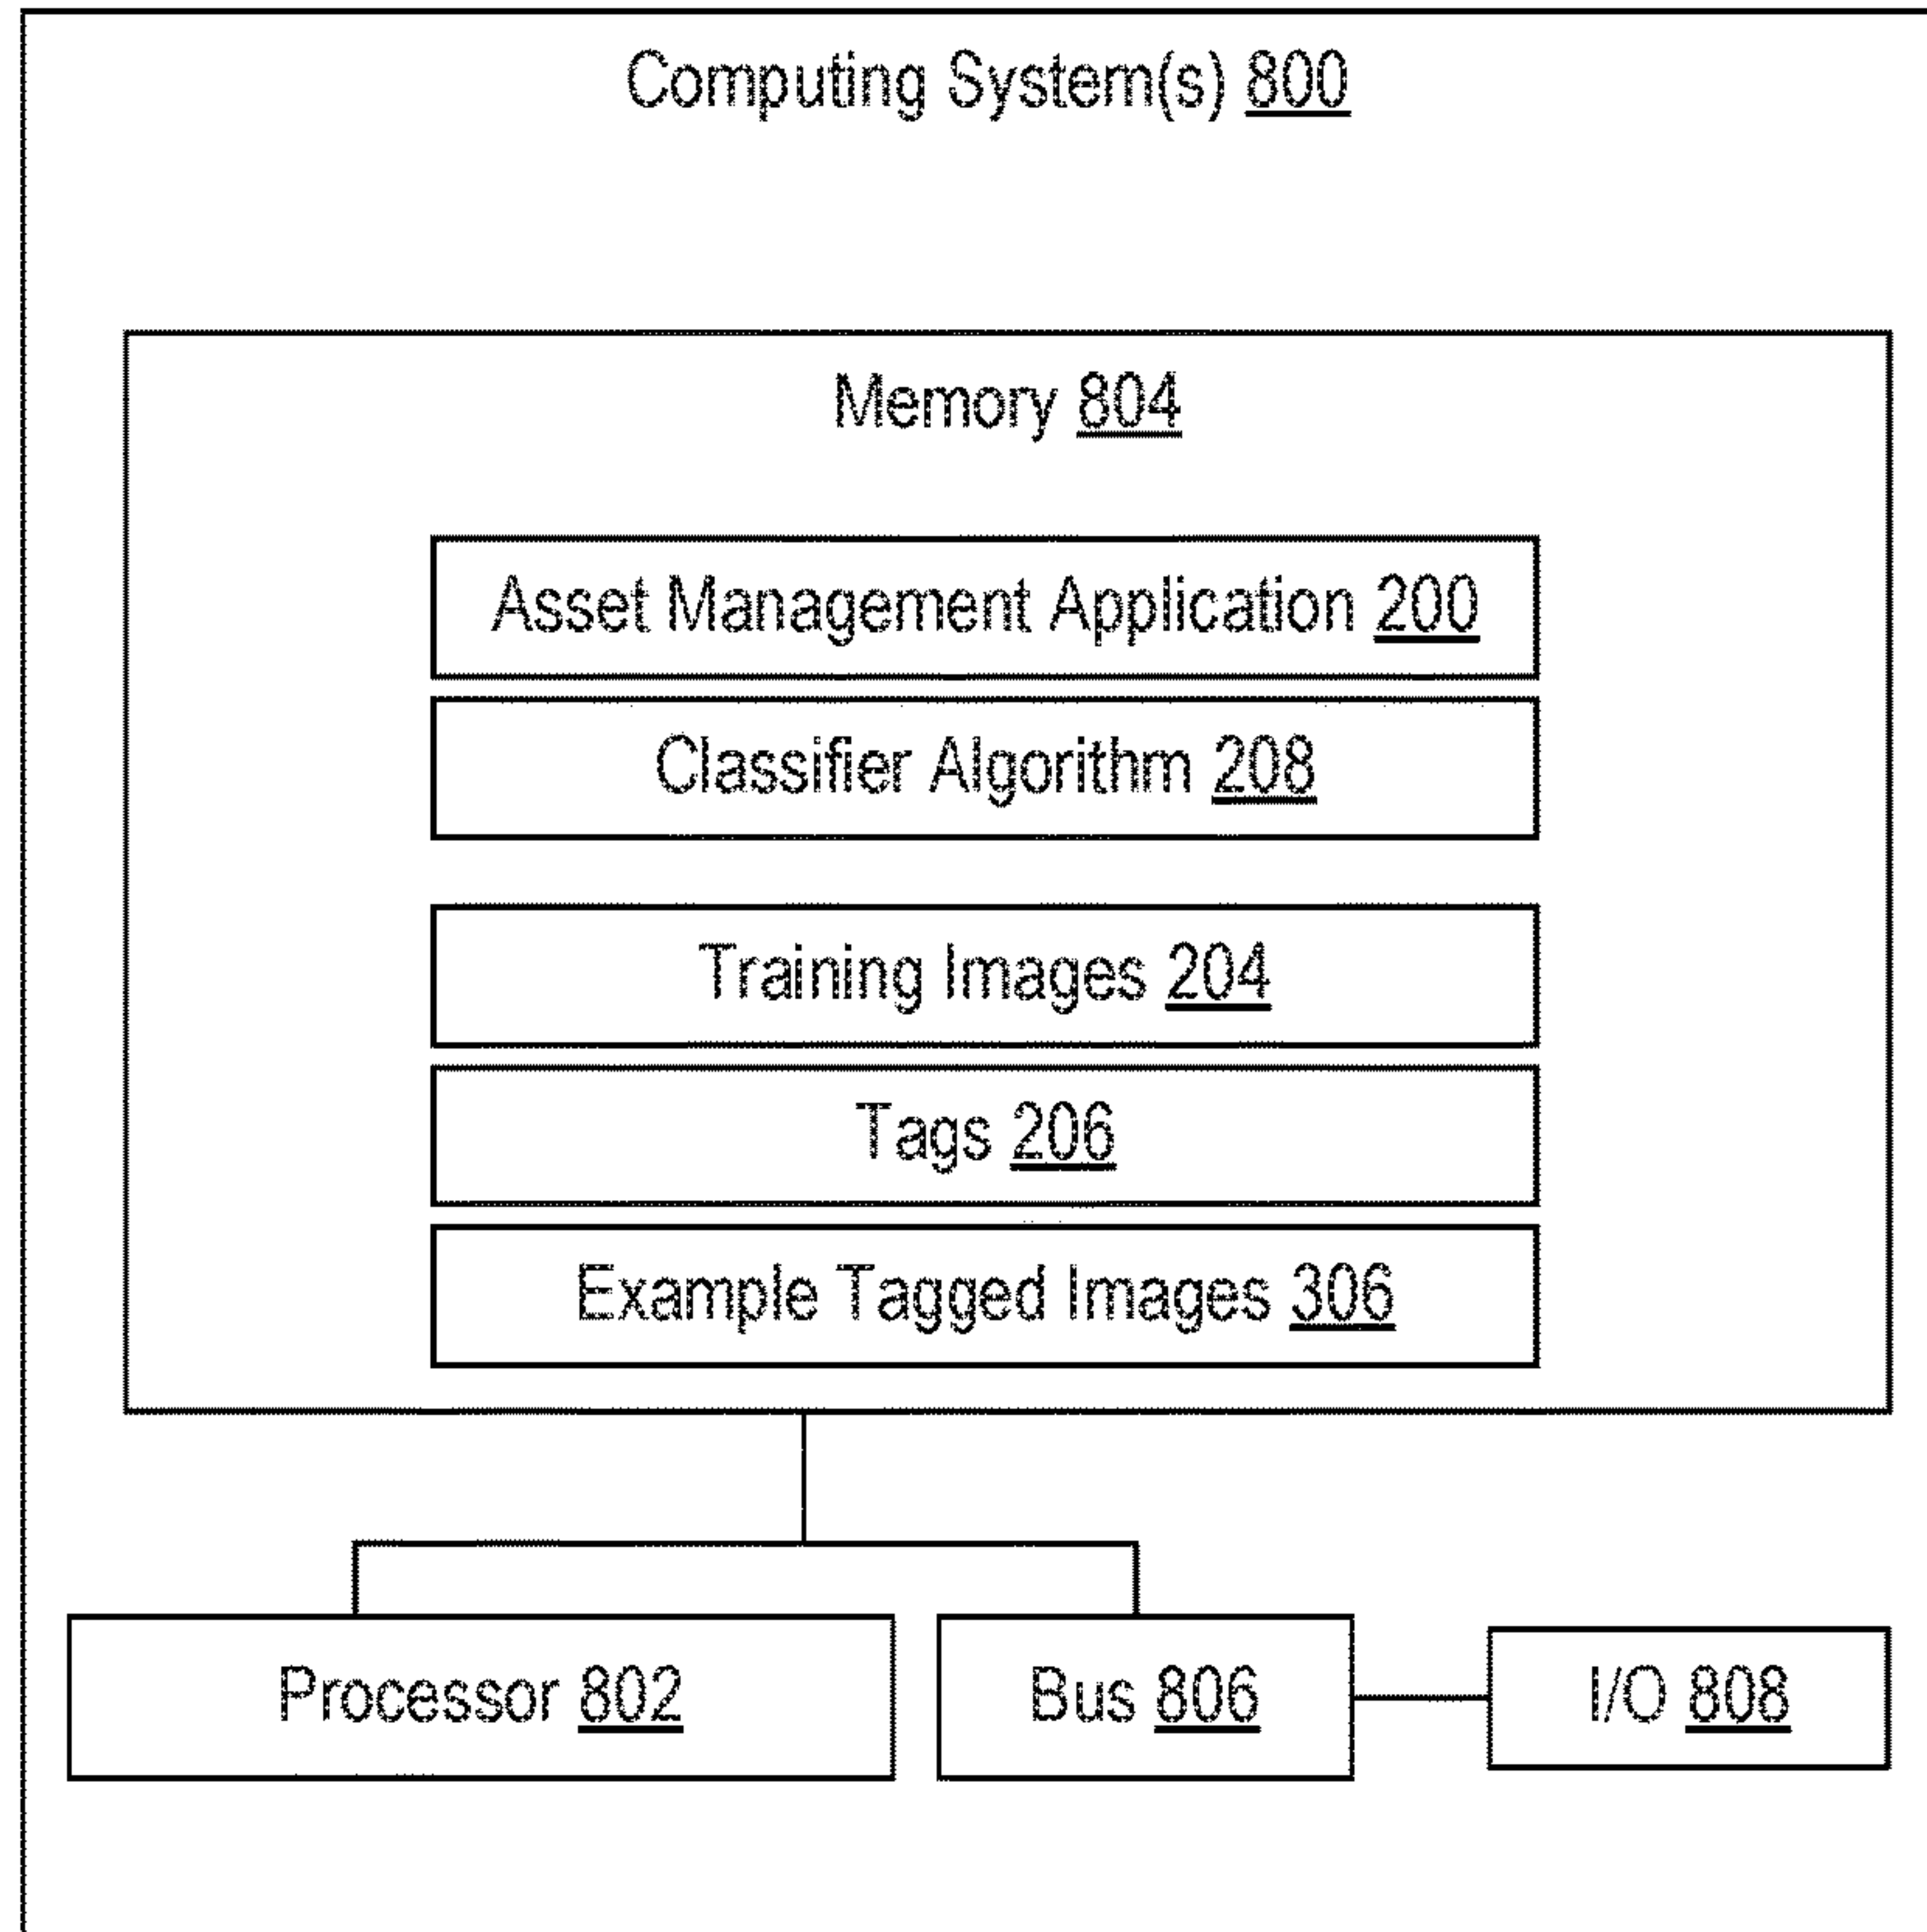 Computing System(s) 800
Memory 804
Asset Management Application 200
Classifier Algorithm 208
Training Images 204
Tags 206
Example Tagged Images 306
Processor 802
Bus 806
I/O 808